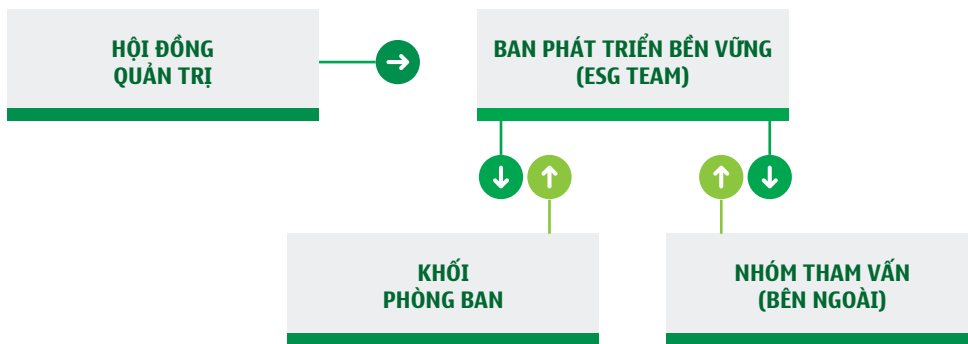 HỘI ĐỒNG
QUẢN TRỊ
BAN PHÁT TRIỂN BỀN VỮNG
(ESG TEAM)
KHỐI
PHÒNG BAN
NHÓM THAM VẤN
(BÊN NGOÀI)